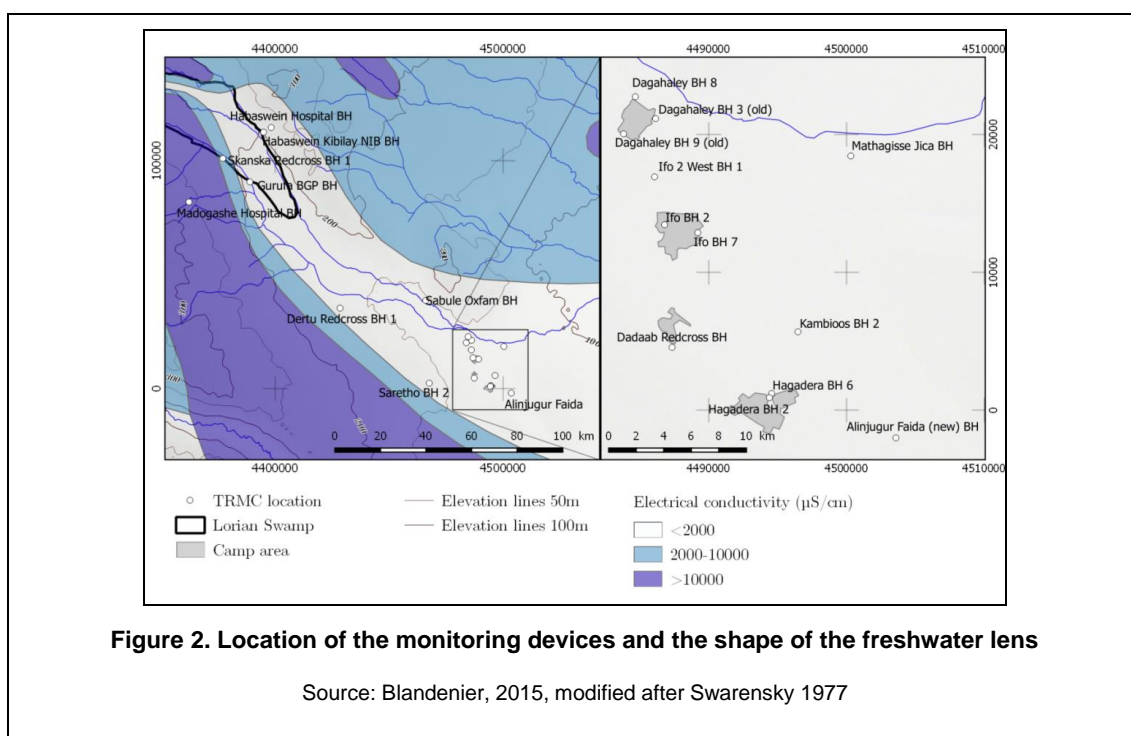 4400000 4500000 4490000 4500000 4510000
Dagahaley BH 8
Dagahaley BH 3 (old)
Dagahaley BH 9 (old)
Mathagisse Jica BH
Ifo 2 West BH 1
Ifo BH 2
Ifo BH 7
Kambioos BH 2
Dadaab Redcross BH
Hagadera BH 6
Hagadera BH 2
Alinjugur Faida (new) BH
20000
10000
0
Habaswein Hospital BH
Habaswein Kibilay NIB BH
Skanska Redcross BH 1
Gurufa BGP BH
Madogashe Hospital BH
Sabule Oxfam BH
Dertu Redcross BH 1
Saretho BH 2
Alinjugur Faida
100000
0
200
200
0 20 40 60 80 100 km
0 2 4 6 8 10 km
4400000 4500000 4490000 4500000 4510000
TRMC location
Lorian Swamp
Camp area
Elevation lines 50m
Elevation lines 100m
Electrical conductivity (µS/cm)
<2000
2000-10000
>10000
Figure 2. Location of the monitoring devices and the shape of the freshwater lens
Source: Blandenier, 2015, modified after Swarensky 1977